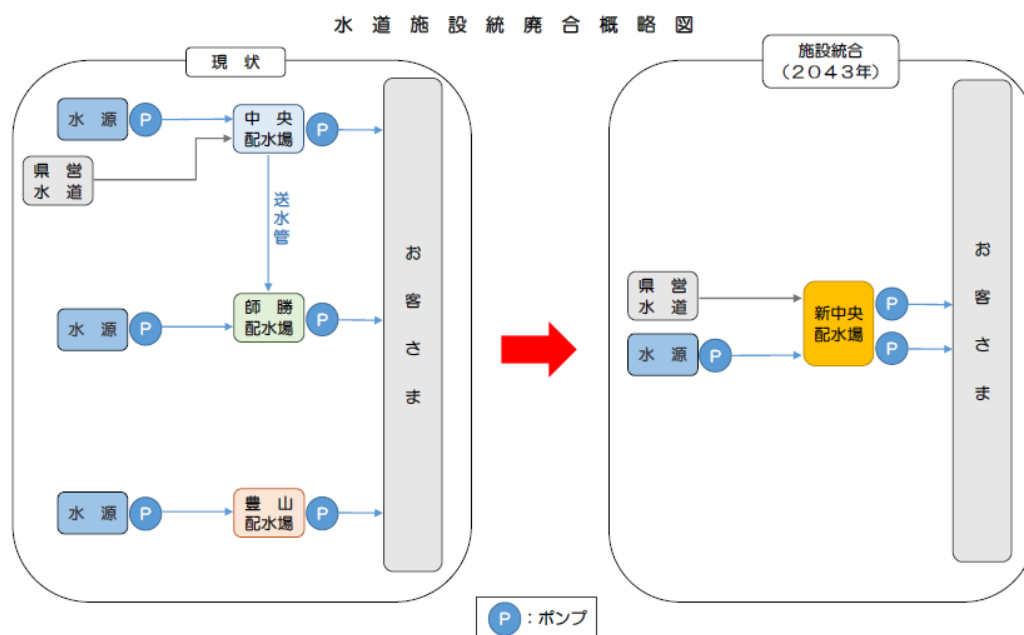 水道施設統廃合概略図
現状
水源
P
中央
配水場
P
県営
水道
送水管
お客さま
水源
P
師勝
配水場
P
水源
P
豊山
配水場
P
施設統合
(2043年)
県営
水道
新中央
配水場
P
水源
P
P
お客さま
P:ポンプ